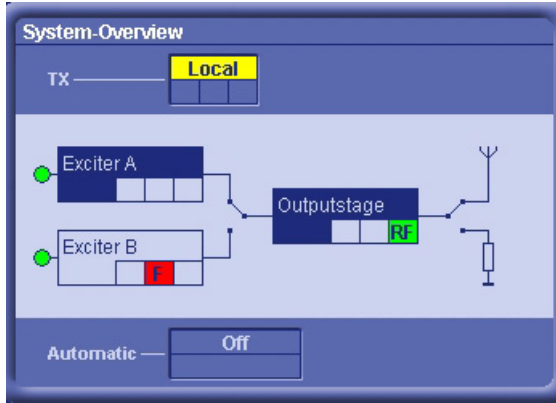 System-Overview
TX
Local
Exciter A
Outputstage
RF
Exciter B
F
Automatic
Off